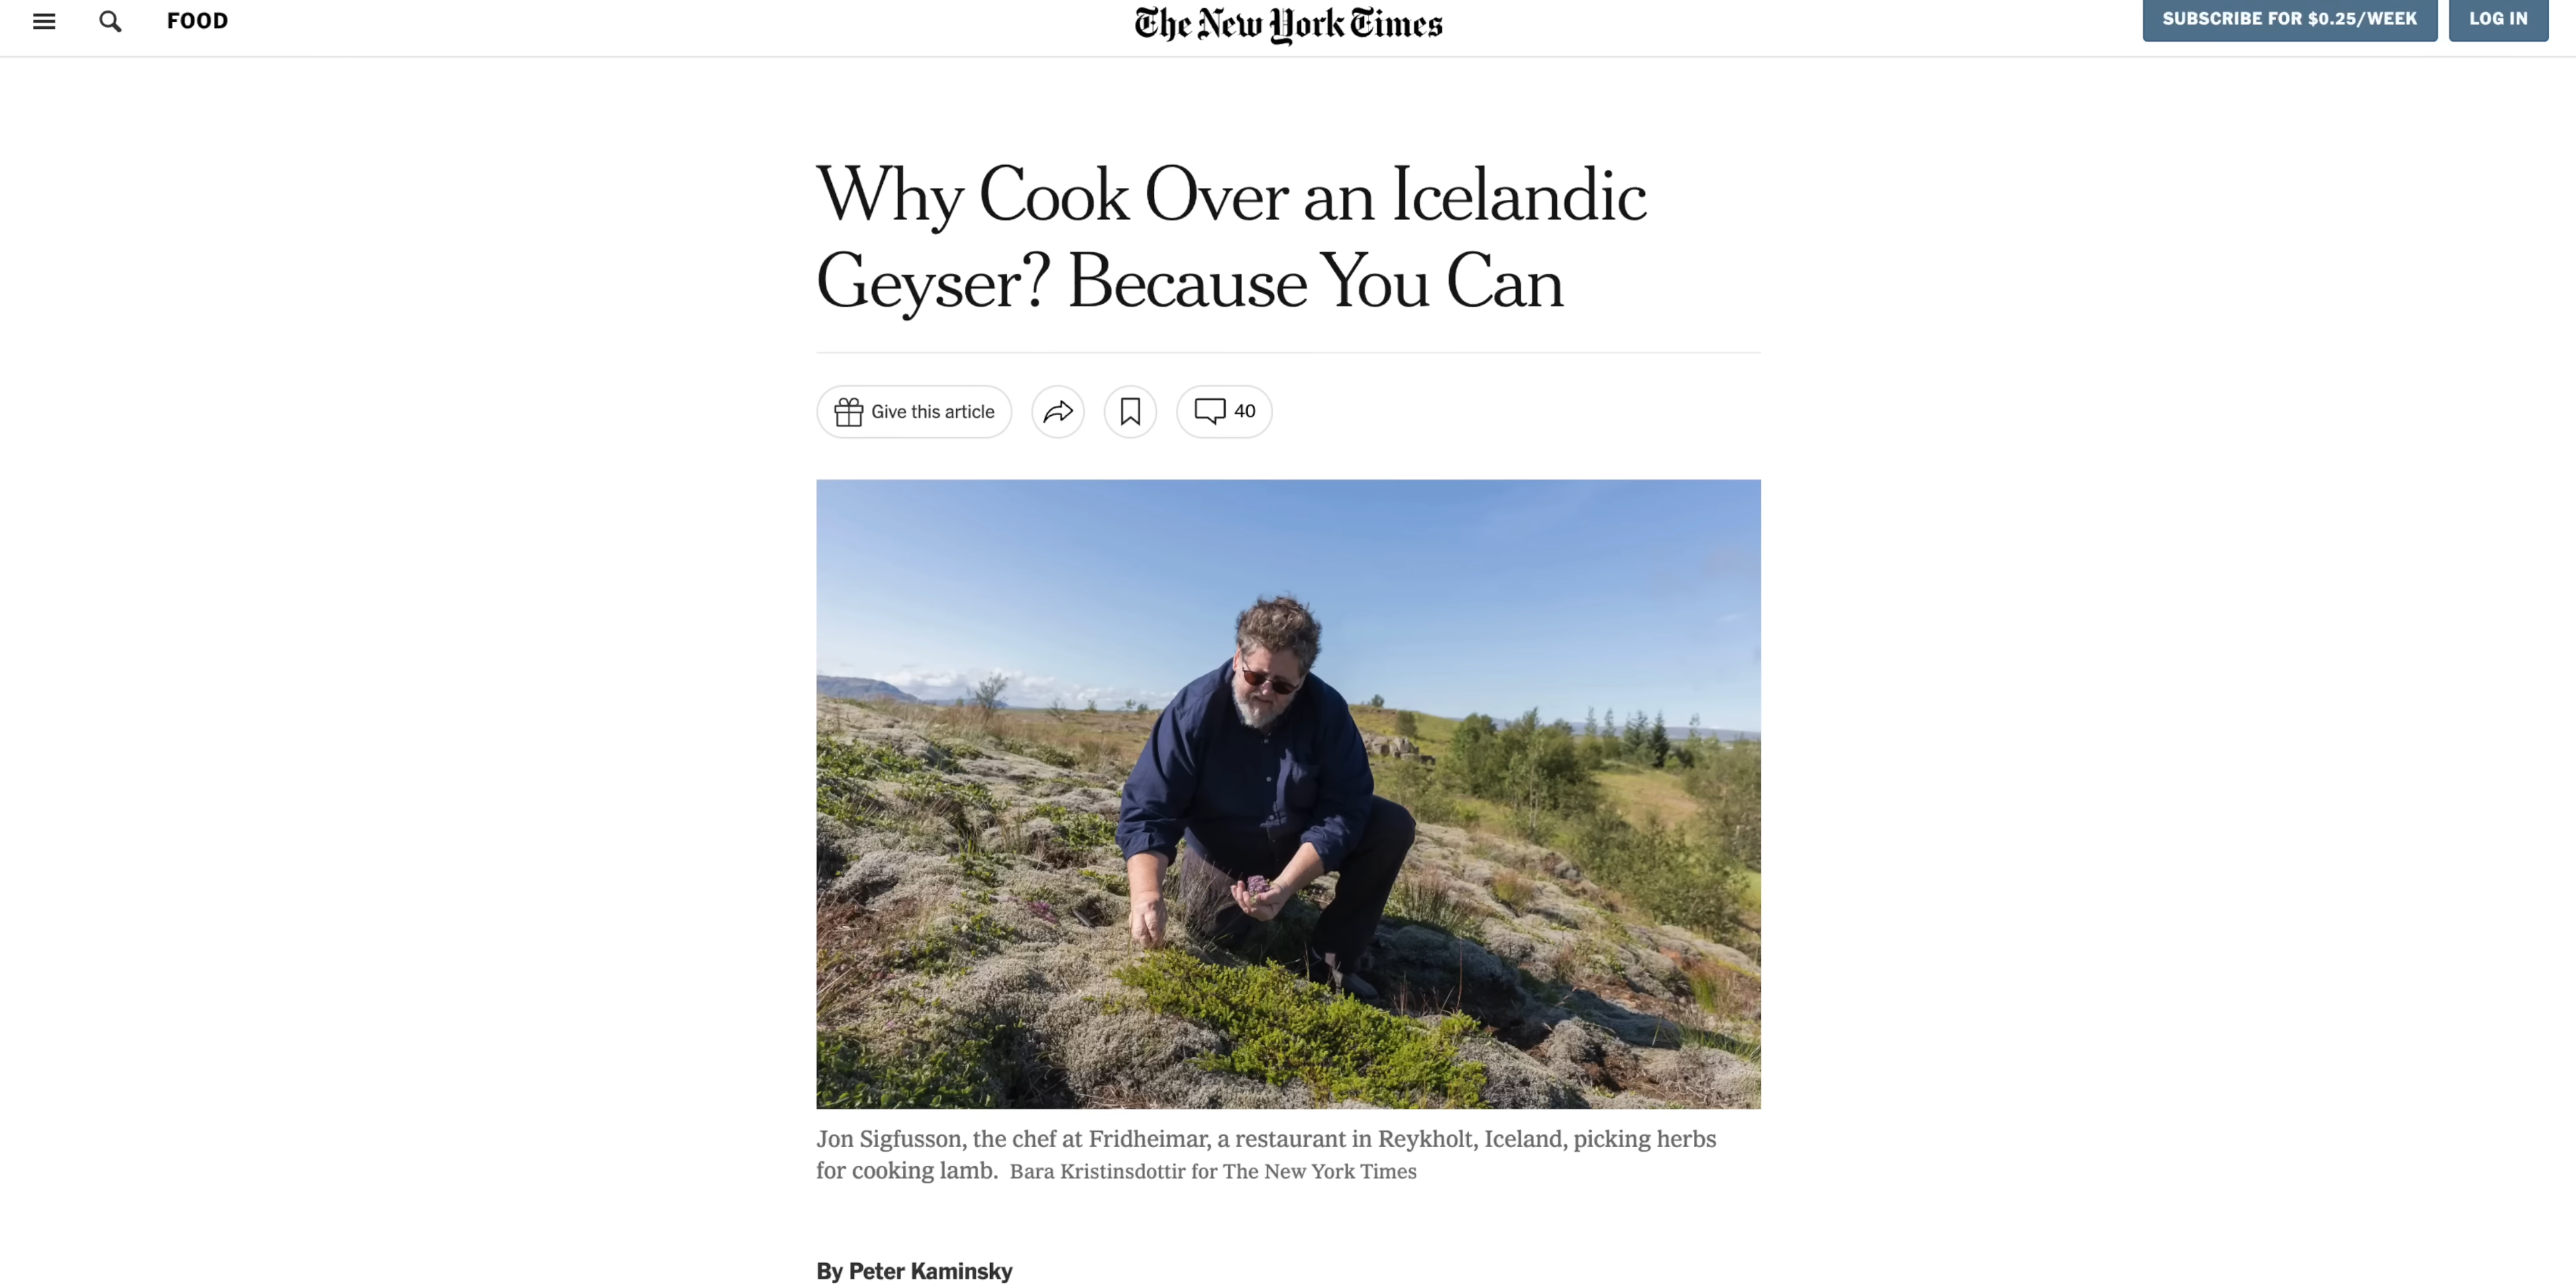 FOOD
The New York Times
SUBSCRIBE FOR $0.25/WEEK
LOG IN
Why Cook Over an Icelandic
Geyser? Because You Can
Give this article
40
Jon Sigfusson, the chef at Fridheimar, a restaurant in Reykholt, Iceland, picking herbs
for cooking lamb. Bara Kristinsdottir for The New York Times
By Peter Kaminsky